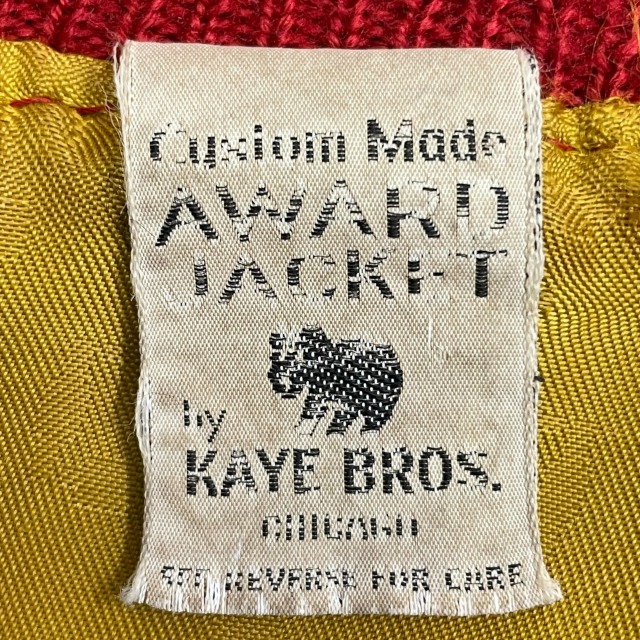 Custom Made
AWARD
JACKET
by
KAYE BROS.
CHICAGO
SEE REVERSE FOR CARE